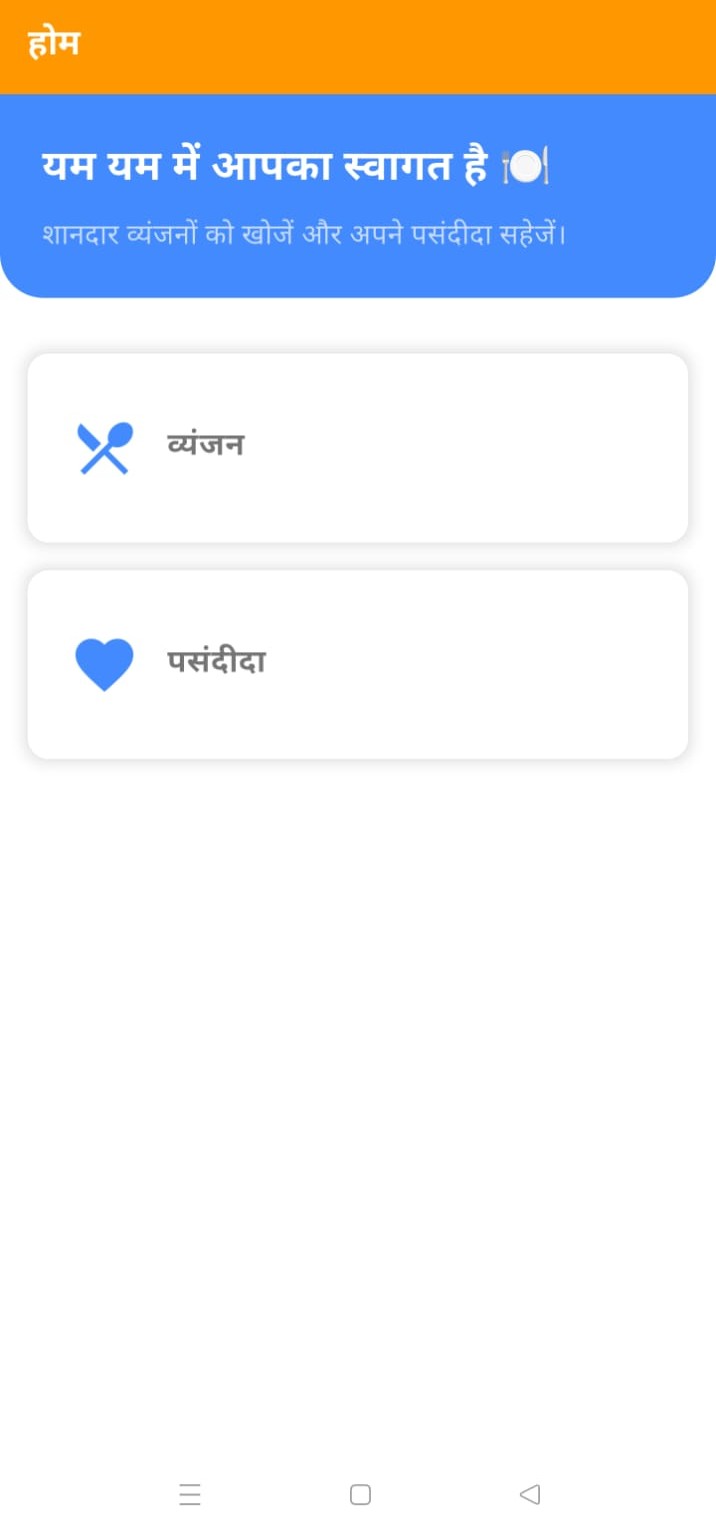 होम
यम यम में आपका स्वागत है 🍽️
शानदार व्यंजनों को खोजें और अपने पसंदीदा सहेजें।
व्यंजन
पसंदीदा